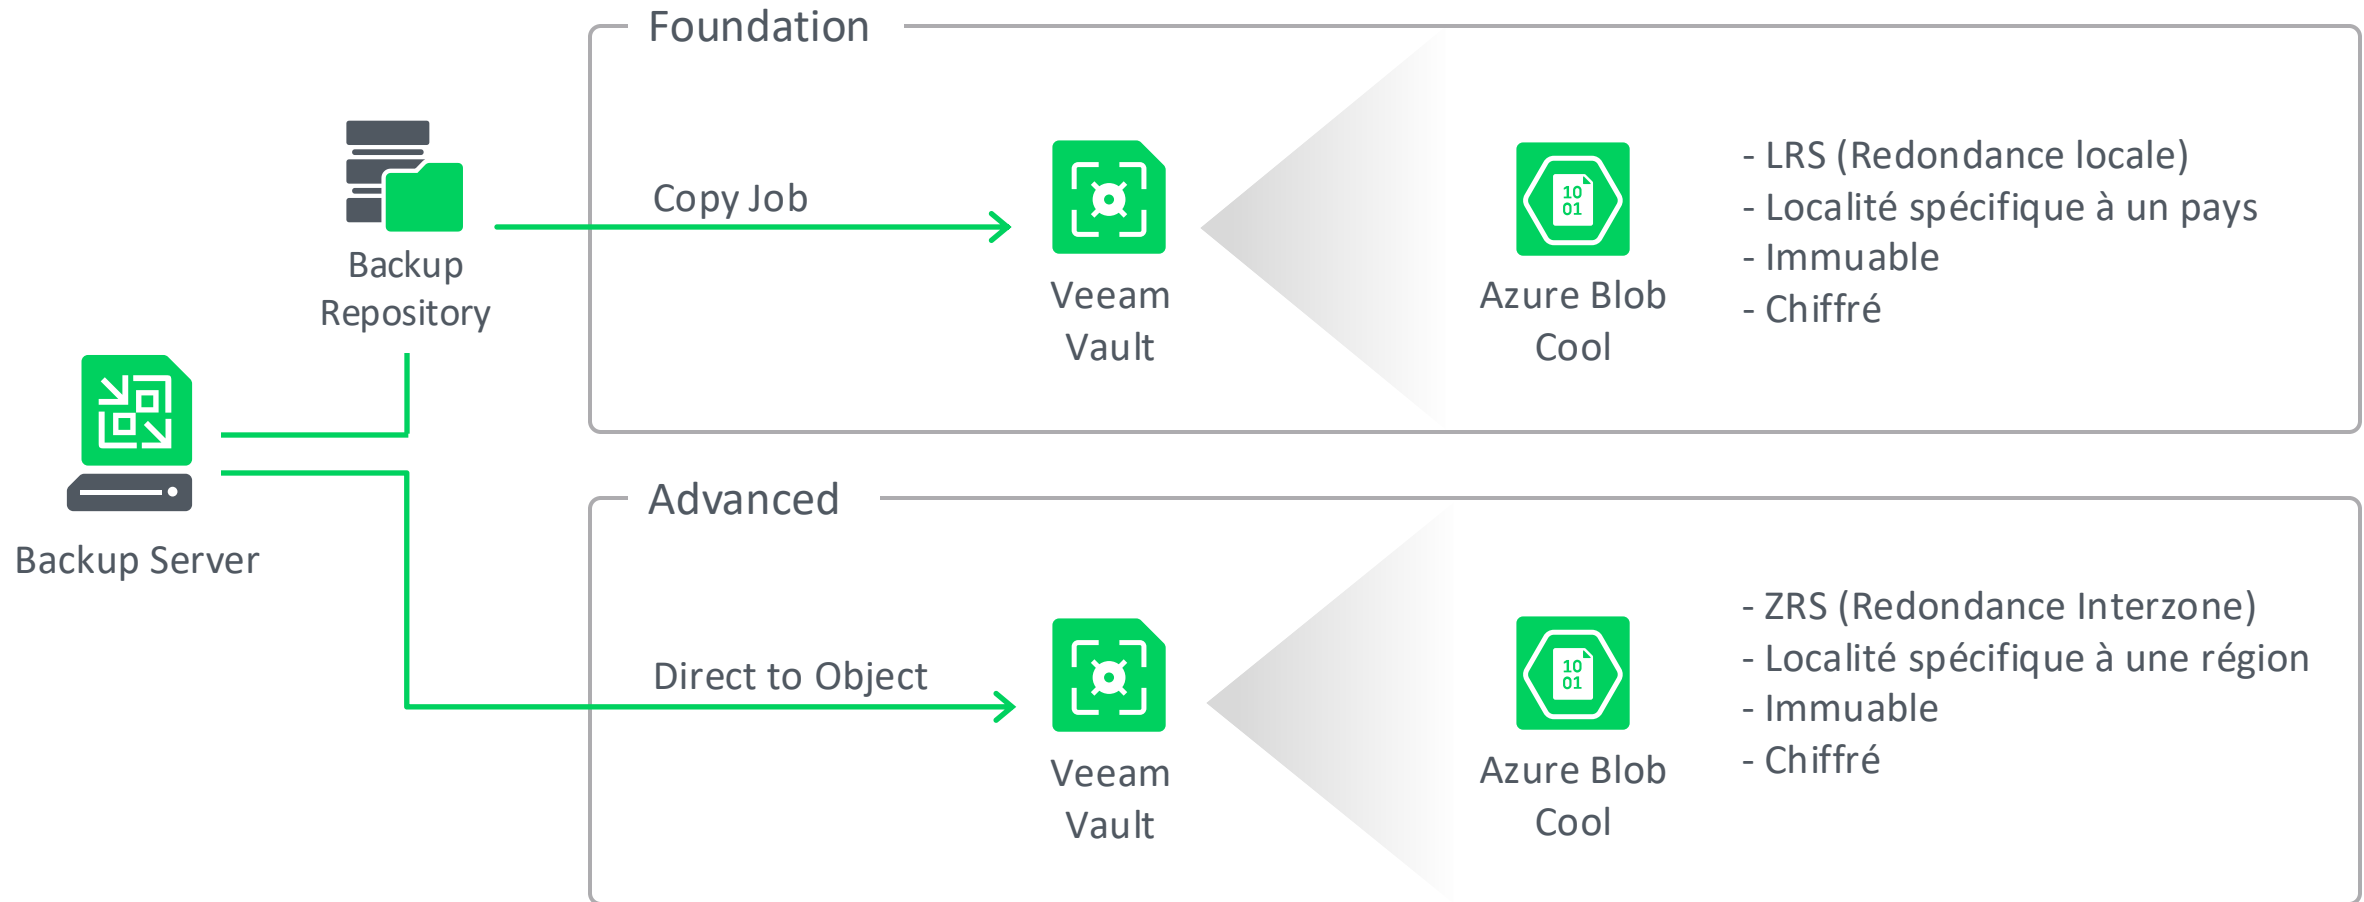 Foundation
Copy Job
Backup
Repository
Veeam
Vault
10
01
Azure Blob
Cool
- LRS (Redondance locale)
- Localité spécifique à un pays
- Immuable
- Chiffré
Backup Server
Advanced
Direct to Object
Veeam
Vault
10
01
Azure Blob
Cool
- ZRS (Redondance Interzone)
- Localité spécifique à une région
- Immuable
- Chiffré